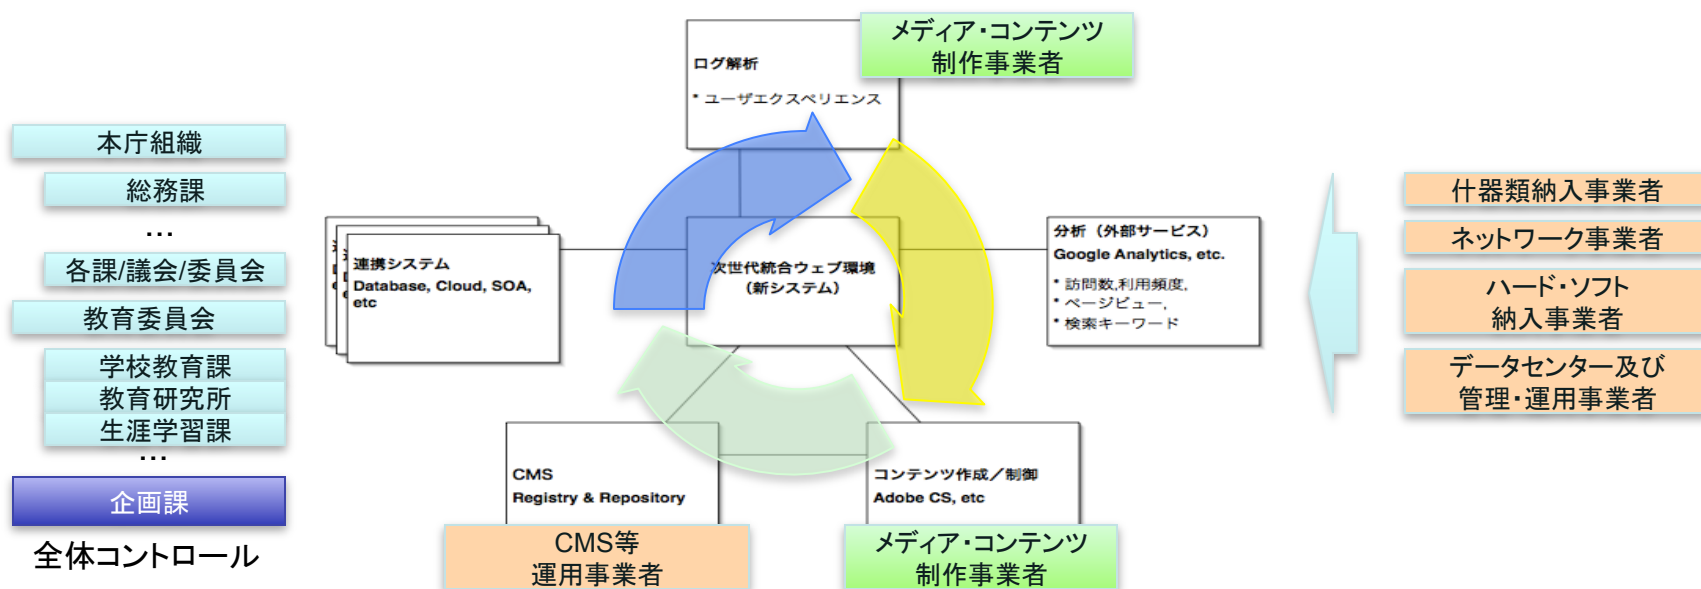 メディア・コンテンツ
制作事業者
ログ解析
* ユーザエクスペリエンス
本庁組織
総務課
…
各課/議会/委員会
教育委員会
学校教育課
教育研究所
生涯学習課
…
企画課
全体コントロール
連携システム
Database, Cloud, SOA,
etc
次世代統合ウェブ環境
（新システム）
分析（外部サービス）
Google Analytics, etc.
* 訪問数,利用頻度,
* ページビュー,
* 検索キーワード
什器類納入事業者
ネットワーク事業者
ハード・ソフト
納入事業者
データセンター及び
管理・運用事業者
CMS
Registry & Repository
CMS等
運用事業者
コンテンツ作成／制御
Adobe CS, etc
メディア・コンテンツ
制作事業者